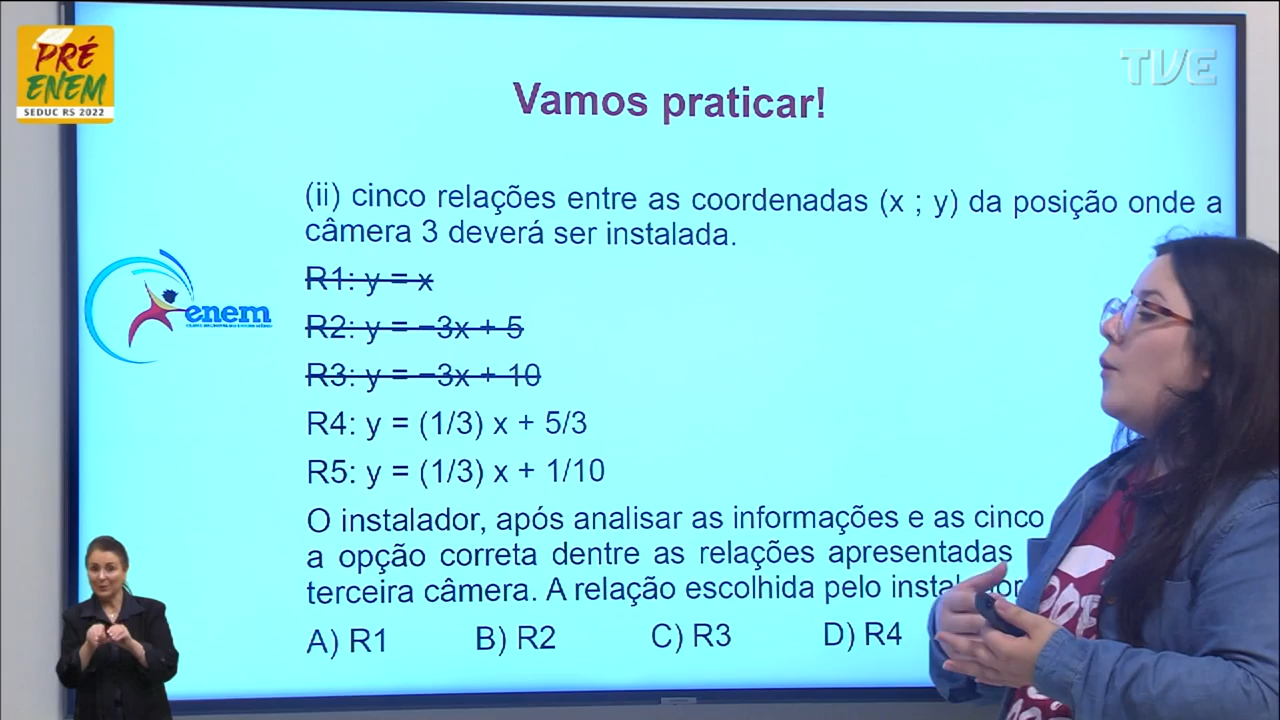 PRÉ
ENEM
SEDUC RS 2022
TVE
Vamos praticar!
(ii) cinco relações entre as coordenadas (x ; y) da posição onde a
câmera 3 deverá ser instalada.
R1: y = x
R2: y = −3x + 5
enem
R3: y = −3x + 10
R4: y = (1/3) x + 5/3
R5: y = (1/3) x + 1/10
O instalador, após analisar as informações e as cinco
a opção correta dentre as relações apresentadas
terceira câmera. A relação escolhida pelo
A) R1 B) R2 C) R3 D) R4